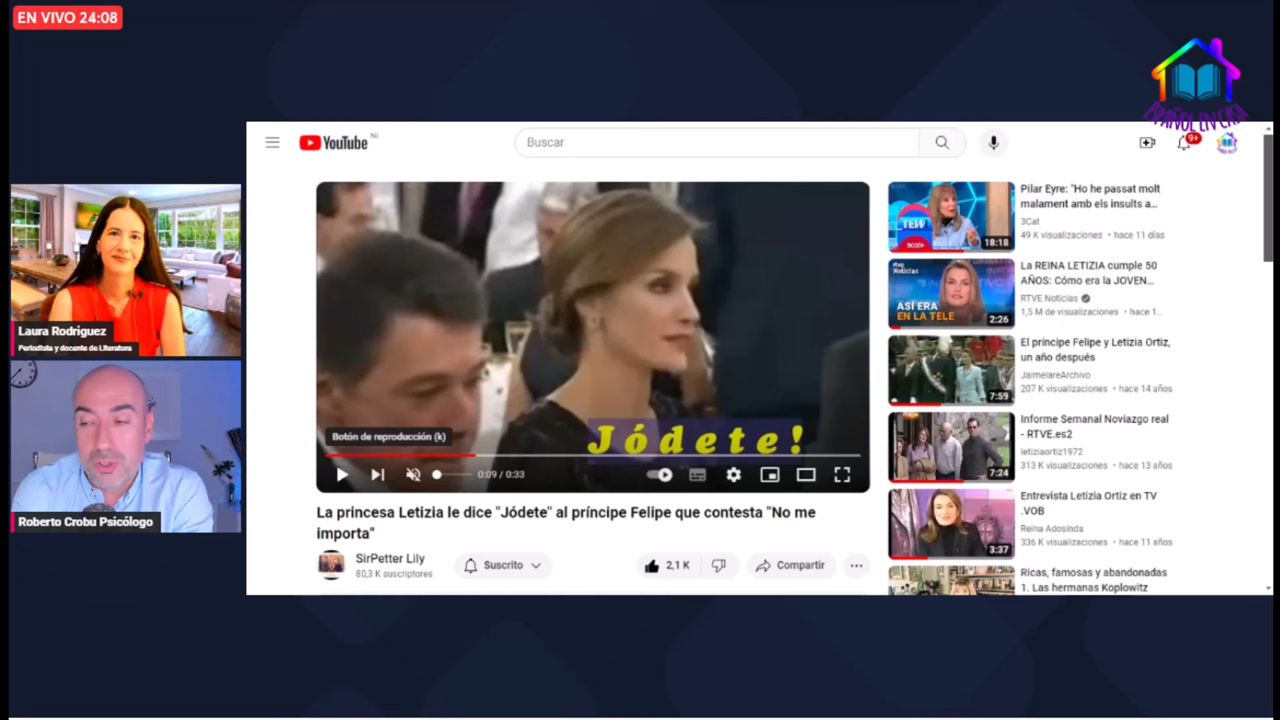 EN VIVO 24:08
ESPAÑOL EN CASA
YouTube NI
Buscar
9+
Laura Rodriguez
Periodista y docente de Literatura
Roberto Crobu Psicólogo
Jódete!
Botón de reproducción (k)
0:09 / 0:33
La princesa Letizia le dice "Jódete" al príncipe Felipe que contesta "No me
importa"
SirPetter Lily
80,3 K suscriptores
Suscrito
2,1 K
Compartir
18:18
Pilar Eyre: "Ho he passat molt
malament amb els insults a...
3Cat
49 K visualizaciones • hace 11 días
Noticias
ASÍ ERA
EN LA TELE
2:26
La REINA LETIZIA cumple 50
AÑOS: Cómo era la JOVEN...
RTVE Noticias
1,5 M de visualizaciones • hace 1...
7:59
El principe Felipe y Letizia Ortiz,
un año después
JaimelareArchivo
207 K visualizaciones • hace 14 años
7:24
Informe Semanal Noviazgo real
- RTVE.es2
letiziaortiz1972
313 K visualizaciones • hace 13 años
3:37
Entrevista Letizia Ortiz en TV
.VOB
Reina Adosinda
336 K visualizaciones • hace 11 años
Ricas, famosas y abandonadas
1. Las hermanas Koplowitz